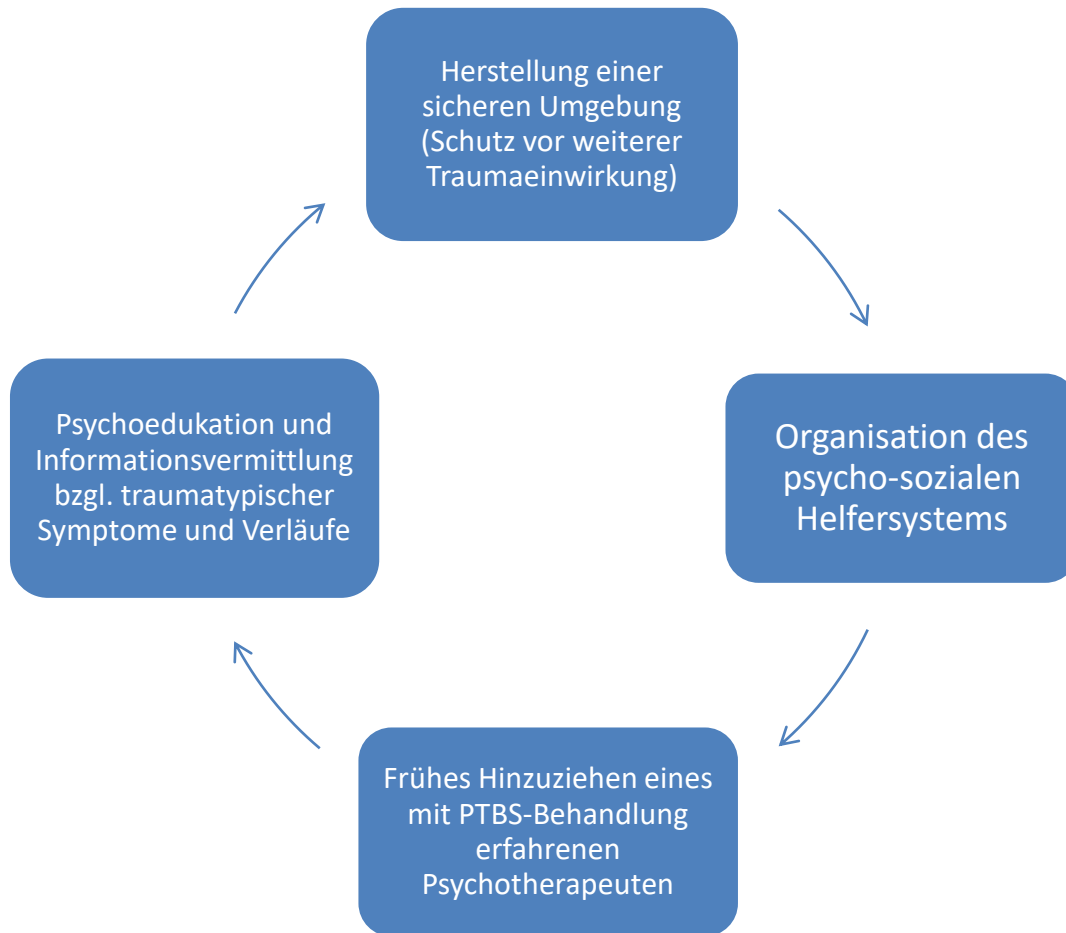 Herstellung einer
sicheren Umgebung
(Schutz vor weiterer
Traumaeinwirkung)
Organisation des
psycho-sozialen
Helfersystems
Frühes Hinzuziehen eines
mit PTBS-Behandlung
erfahrenen
Psychotherapeuten
Psychoedukation und
Informationsvermittlung
bzgl. traumatypischer
Symptome und Verläufe